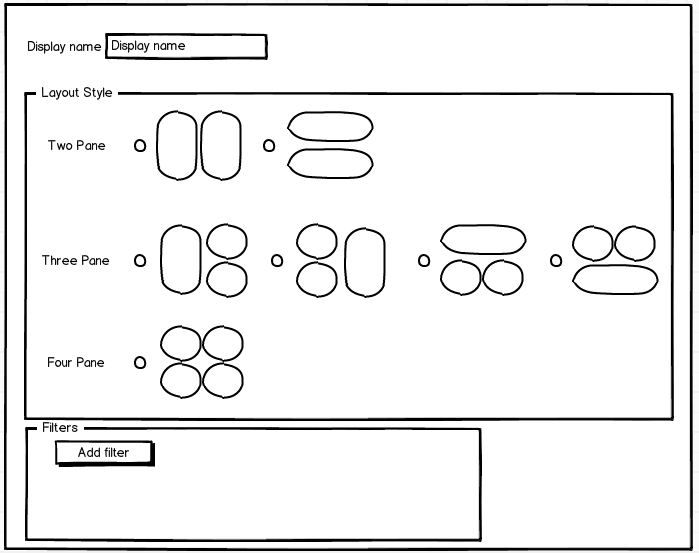 Display name Display name
Layout Style
Two Pane
Three Pane
Four Pane
Filters
Add filter